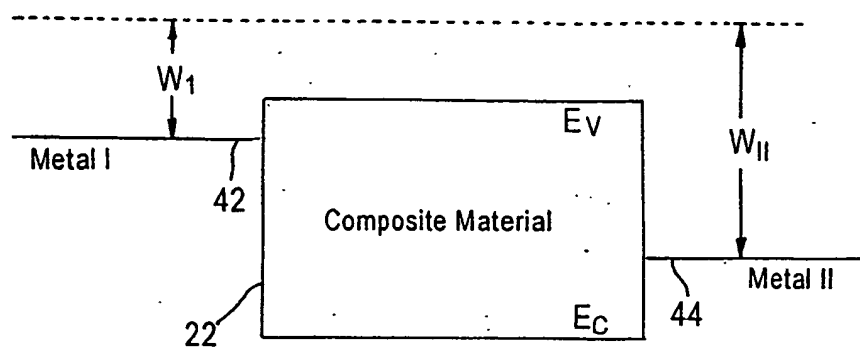 W1
EV
WII
Metal I
42
Composite Material
Metal II
22
EC
44